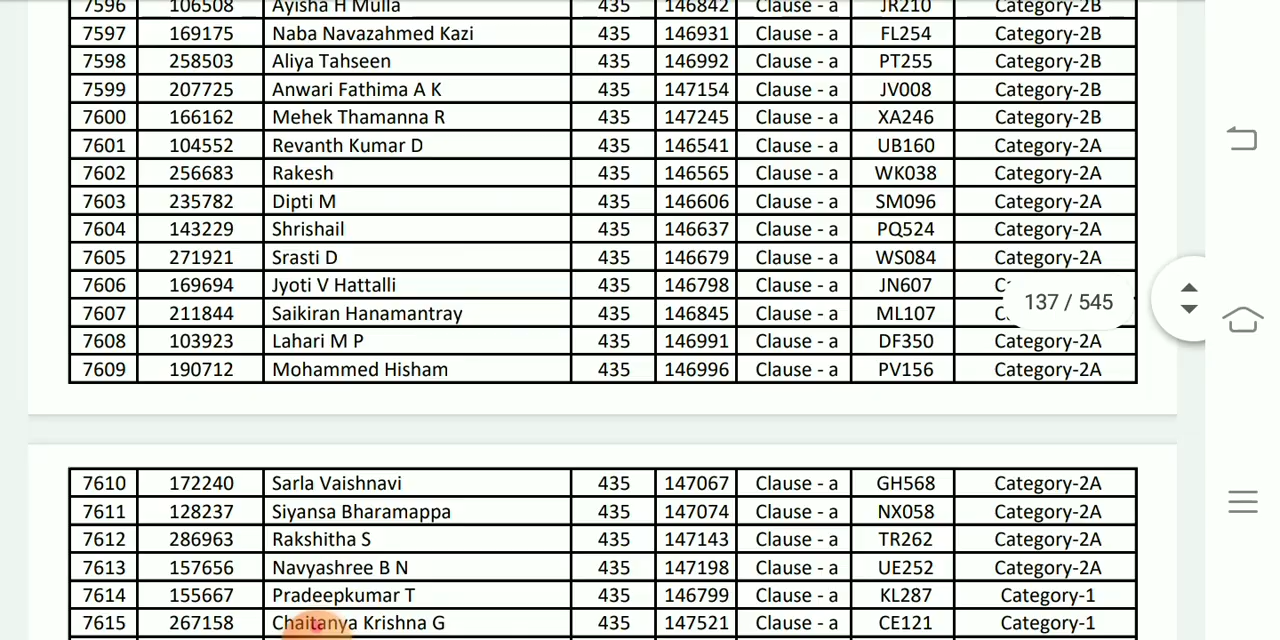 7596 106508 Ayisha H Mulla 435 146842 Clause - a JR210 Category-2B
7597 169175 Naba Navazahmed Kazi 435 146931 Clause - a FL254 Category-2B
7598 258503 Aliya Tahseen 435 146992 Clause - a PT255 Category-2B
7599 207725 Anwari Fathima A K 435 147154 Clause - a JV008 Category-2B
7600 166162 Mehek Thamanna R 435 147245 Clause - a XA246 Category-2B
7601 104552 Revanth Kumar D 435 146541 Clause - a UB160 Category-2A
7602 256683 Rakesh 435 146565 Clause - a WK038 Category-2A
7603 235782 Dipti M 435 146606 Clause - a SM096 Category-2A
7604 143229 Shrishail 435 146637 Clause - a PQ524 Category-2A
7605 271921 Srasti D 435 146679 Clause - a WS084 Category-2A
7606 169694 Jyoti V Hattalli 435 146798 Clause - a JN607
137 / 545
7607 211844 Saikiran Hanamantray 435 146845 Clause - a ML107
7608 103923 Lahari M P 435 146991 Clause - a DF350 Category-2A
7609 190712 Mohammed Hisham 435 146996 Clause - a PV156 Category-2A
7610 172240 Sarla Vaishnavi 435 147067 Clause - a GH568 Category-2A
7611 128237 Siyansa Bharamappa 435 147074 Clause - a NX058 Category-2A
7612 286963 Rakshitha S 435 147143 Clause - a TR262 Category-2A
7613 157656 Navyashree B N 435 147198 Clause - a UE252 Category-2A
7614 155667 Pradeepkumar T 435 146799 Clause - a KL287 Category-1
7615 267158 Chaitanya Krishna G 435 147521 Clause - a CE121 Category-1